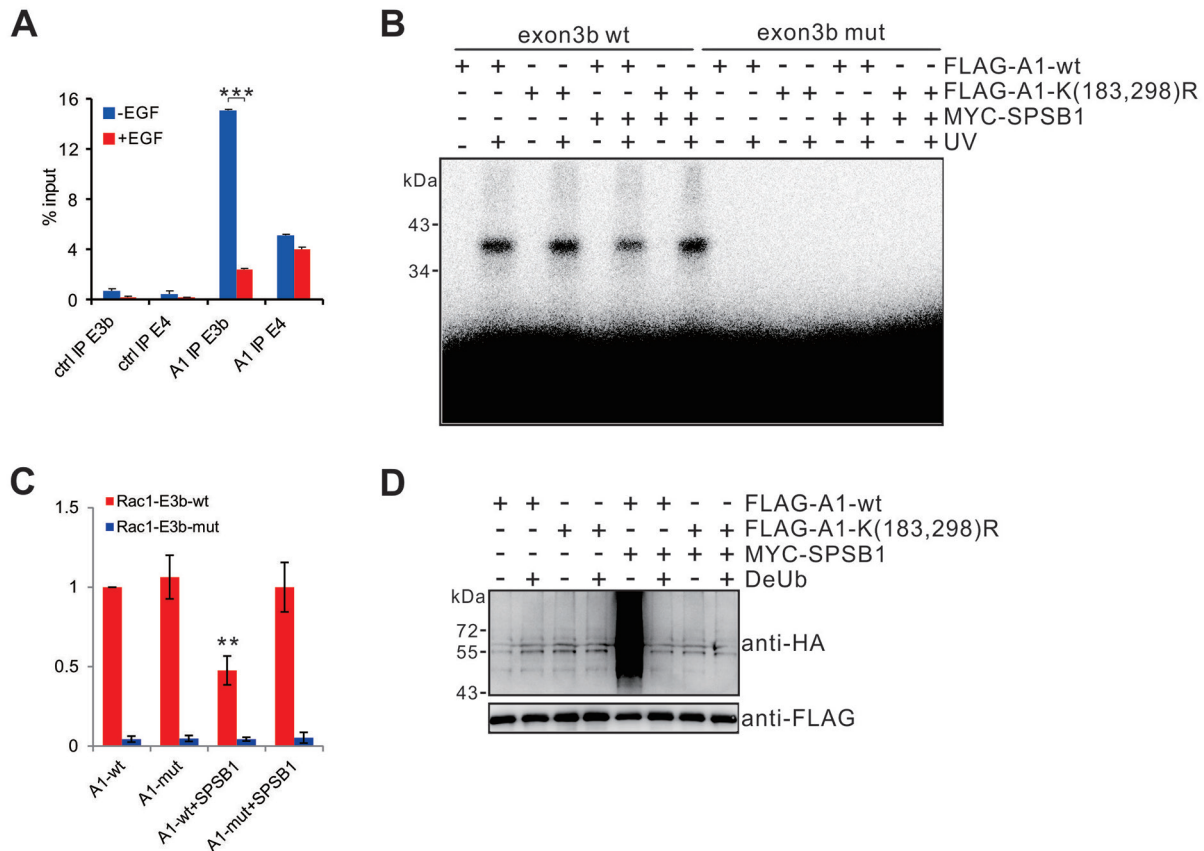 A
-EGF
+EGF
***
% input
16
12
8
4
0
ctrl IP E3b
ctrl IP E4
A1 IP E3b
A1 IP E4
B
exon3b wt exon3b mut
+ + - - + + - - + + - - + + - - FLAG-A1-wt
- - + + - - + + - - + + - - + + FLAG-A1-K(183,298)R
- - - - + + + + - - - - + + + + MYC-SPSB1
- + - + - + - + - + - + - + - + UV
kDa
43-
34-
C
Rac1-E3b-wt
Rac1-E3b-mut
1.5
1
0.5
0
**
A1-wt
A1-mut
A1-wt+SPSB1
A1-mut+SPSB1
D
+ + - - + + - - FLAG-A1-wt
- - + + - - + + FLAG-A1-K(183,298)R
- - - - + + + + MYC-SPSB1
- + - + - + - + DeUb
kDa
72-
55-
43-
anti-HA
anti-FLAG